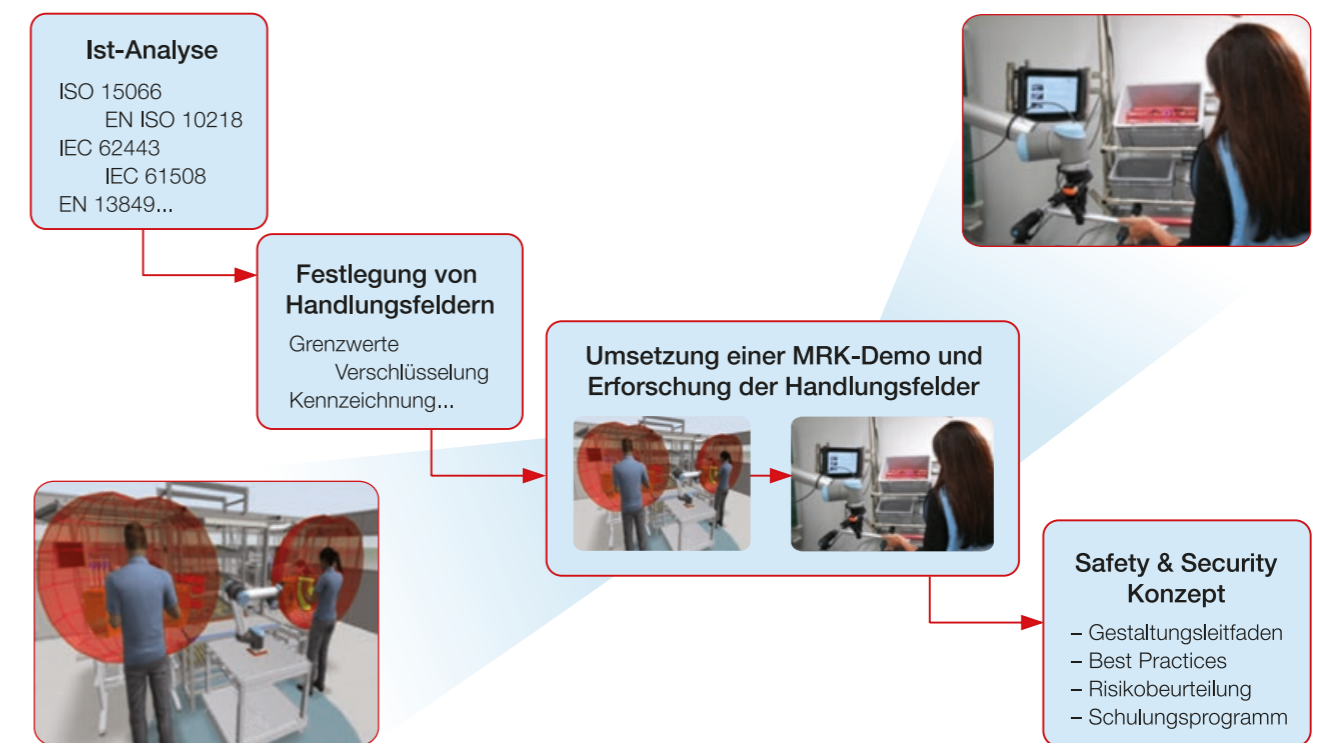 Ist-Analyse
ISO 15066
EN ISO 10218
IEC 62443
IEC 61508
EN 13849...
Festlegung von
Handlungsfeldern
Grenzwerte
Verschlüsselung
Kennzeichnung...
Umsetzung einer MRK-Demo und
Erforschung der Handlungsfelder
Safety & Security
Konzept
– Gestaltungsleitfaden
– Best Practices
– Risikobeurteilung
– Schulungsprogramm